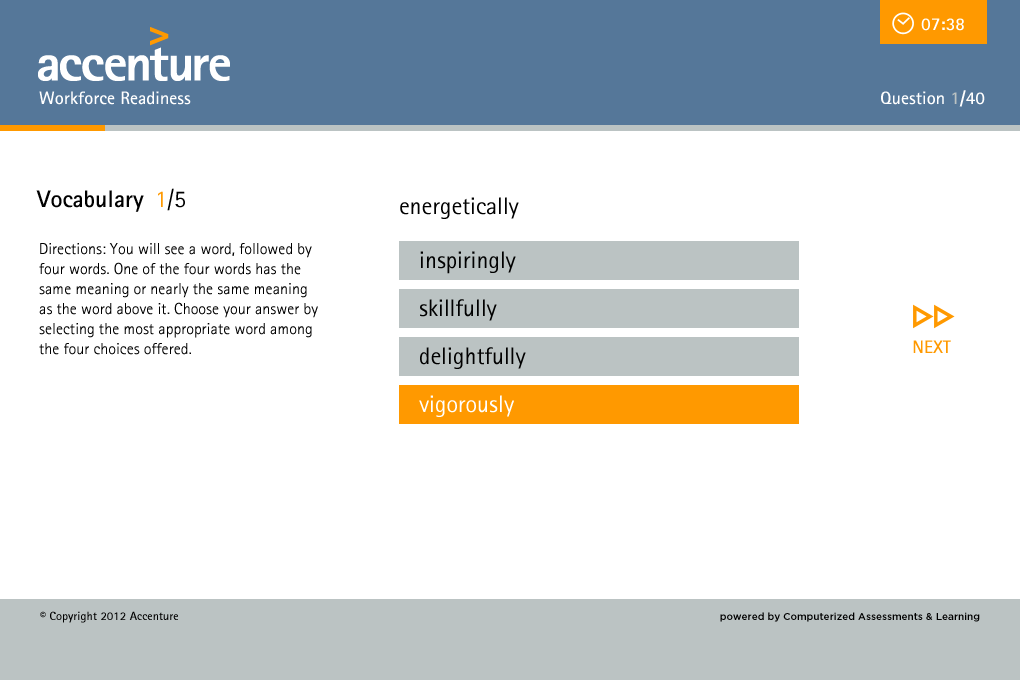 07:38
>
accenture
Workforce Readiness
Question 1/40
Vocabulary 1/5
Directions: You will see a word, followed by
four words. One of the four words has the
same meaning or nearly the same meaning
as the word above it. Choose your answer by
selecting the most appropriate word among
the four choices offered.
energetically
inspiringly
skillfully
delightfully
vigorously
NEXT
© Copyright 2012 Accenture
powered by Computerized Assessments & Learning